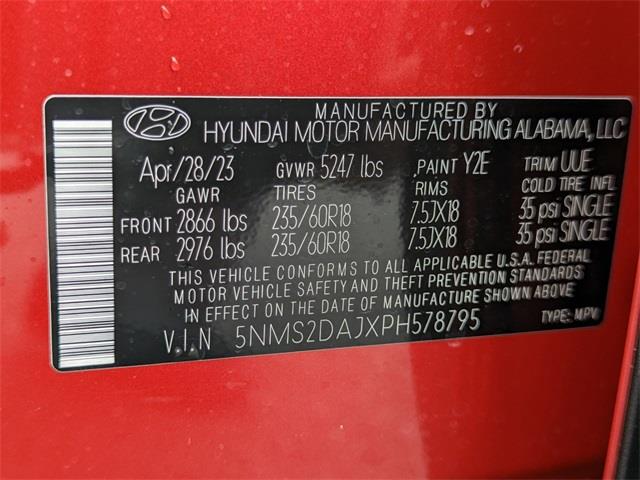 MANUFACTURED BY
HYUNDAI MOTOR MANUFACTURING ALABAMA, LLC
Apr/28/23 GVWR 5247 lbs PAINT Y2E TRIM UUE
GAWR TIRES RIMS COLD TIRE INFL
FRONT 2866 lbs 235/60R18 7.5JX18 35 psi SINGLE
REAR 2976 lbs 235/60R18 7.5JX18 35 psi SINGLE
THIS VEHICLE CONFORMS TO ALL APPLICABLE U.S.A. FEDERAL
MOTOR VEHICLE SAFETY AND THEFT PREVENTION STANDARDS
IN EFFECT ON THE DATE OF MANUFACTURE SHOWN ABOVE
V.I.N 5NMS2DAJXPH578795 TYPE: MPV